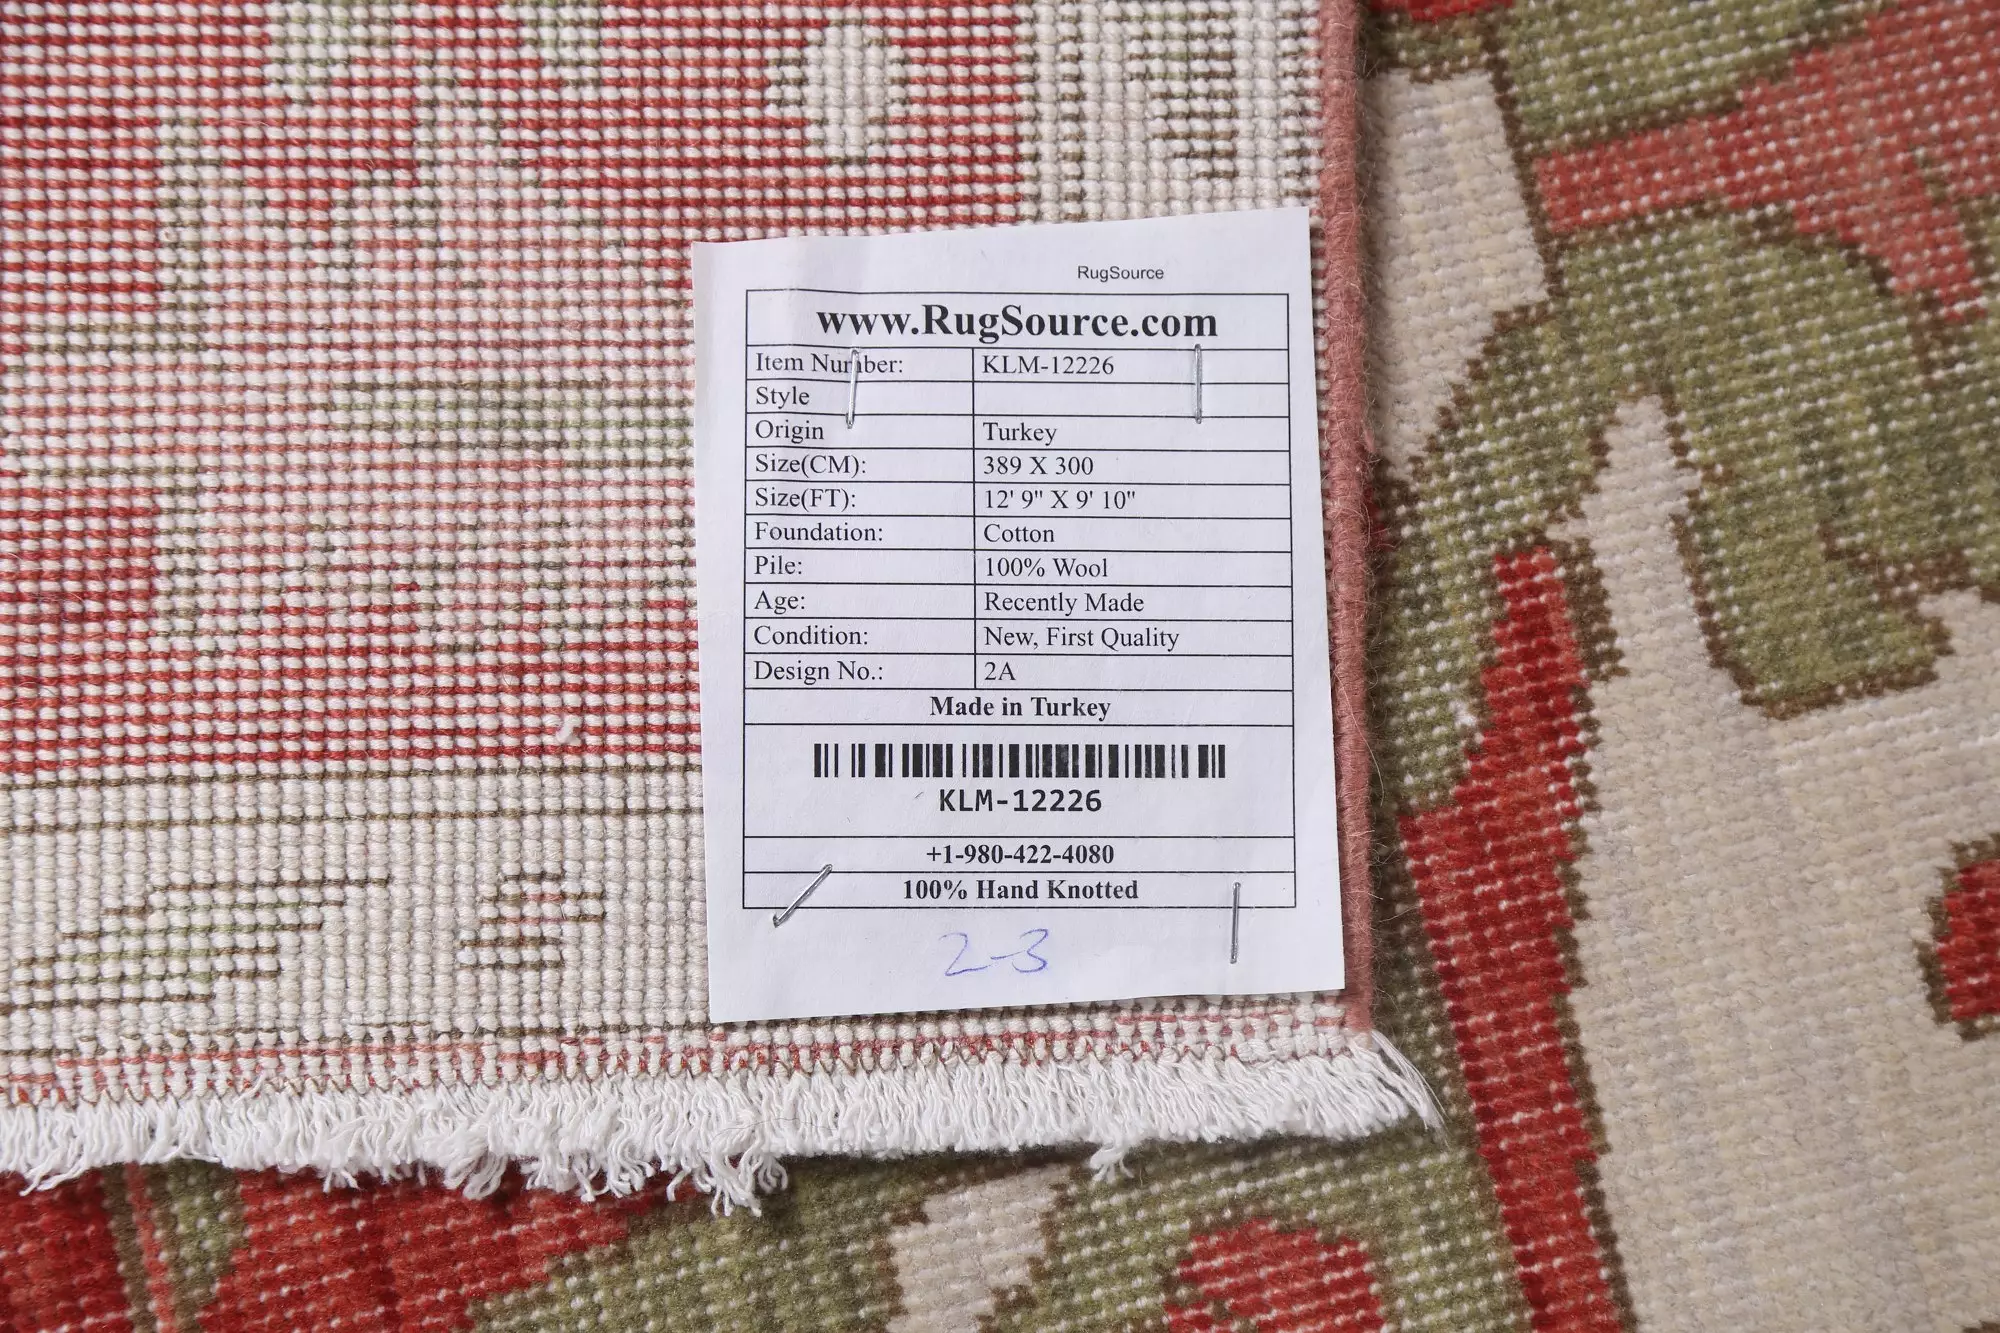 RugSource
www.RugSource.com
Item Number: KLM-12226
Style
Origin Turkey
Size(CM): 389 X 300
Size(FT): 12' 9" X 9' 10"
Foundation: Cotton
Pile: 100% Wool
Age: Recently Made
Condition: New, First Quality
Design No.: 2A
Made in Turkey
KLM-12226
+1-980-422-4080
100% Hand Knotted
2-3